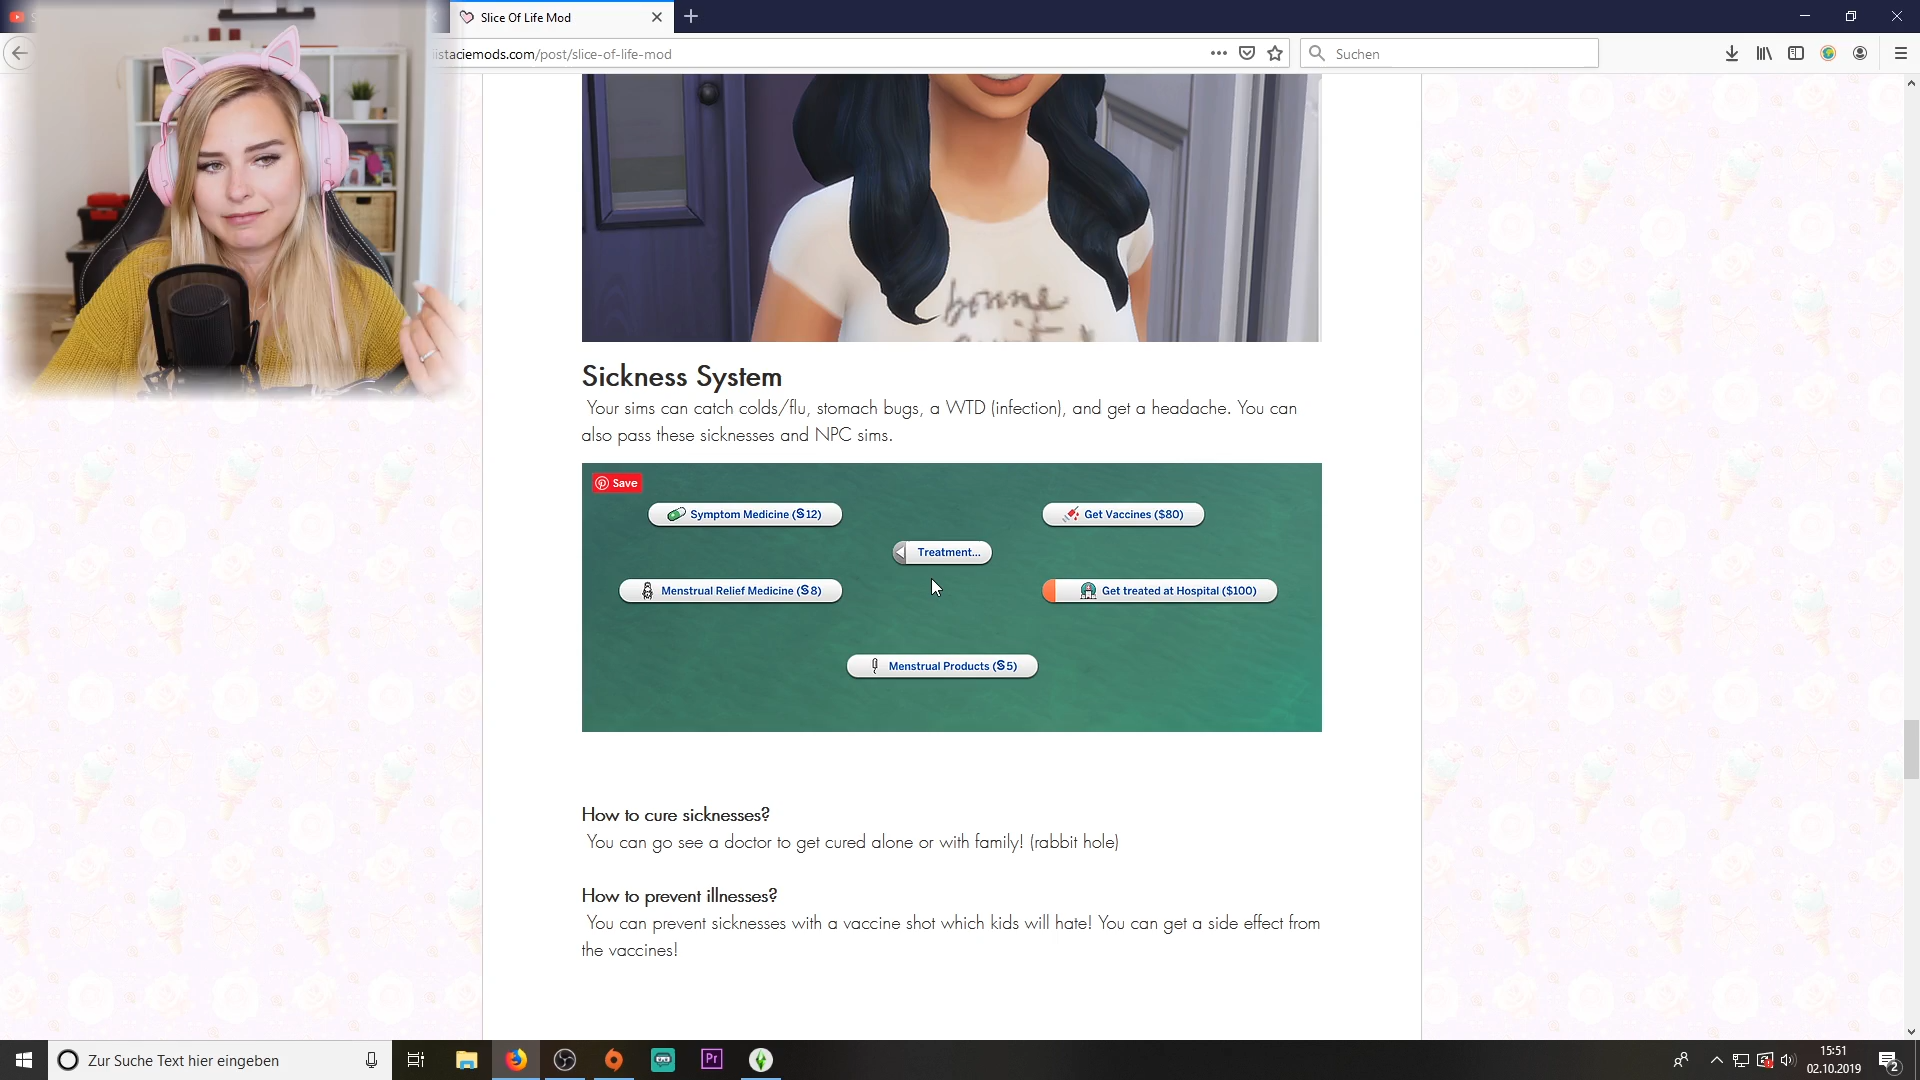 Slice Of Life Mod
iistaciemods.com/post/slice-of-life-mod
Suchen
bonne
Sickness System
Your sims can catch colds/flu, stomach bugs, a WTD (infection), and get a headache. You can
also pass these sicknesses and NPC sims.
Save
Symptom Medicine (§12)
Get Vaccines ($80)
Treatment...
Menstrual Relief Medicine (§8)
Get treated at Hospital ($100)
Menstrual Products (§5)
How to cure sicknesses?
You can go see a doctor to get cured alone or with family! (rabbit hole)
How to prevent illnesses?
You can prevent sicknesses with a vaccine shot which kids will hate! You can get a side effect from
the vaccines!
Zur Suche Text hier eingeben
Pr
15:51
02.10.2019
2